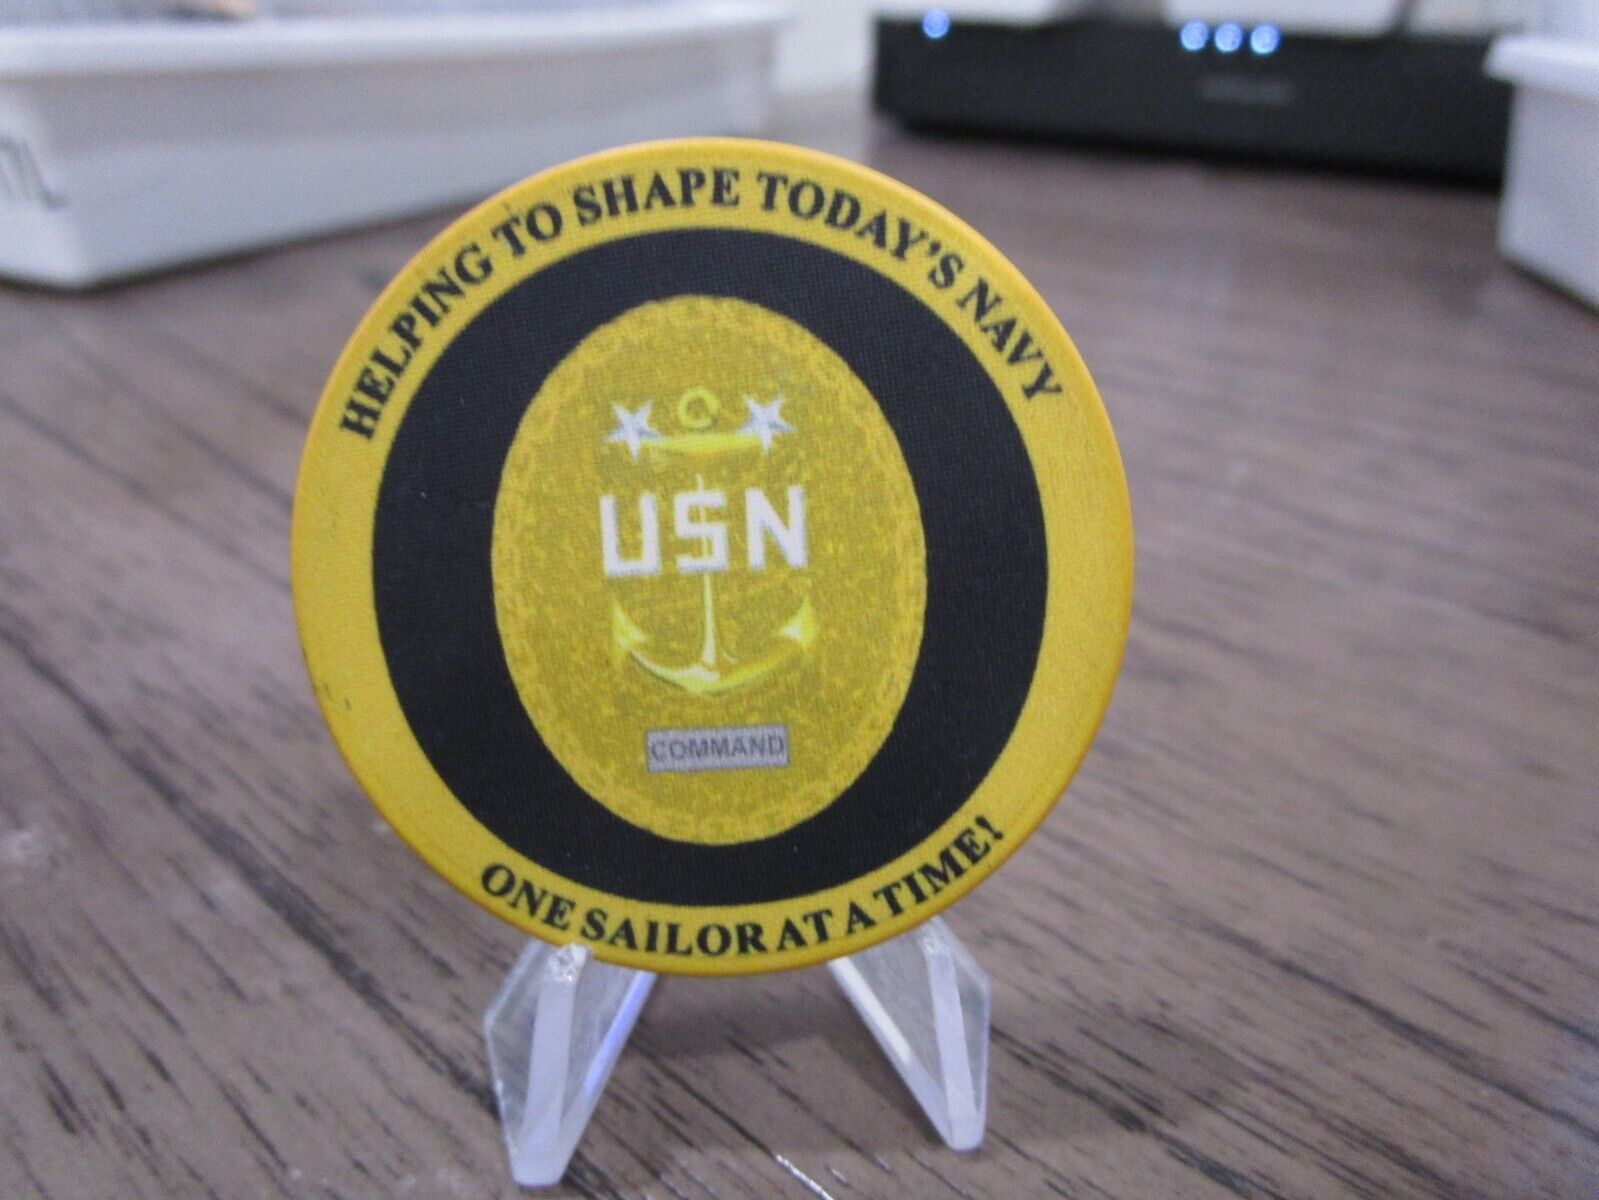 HELPING TO SHAPE TODAY'S NAVY
USN
COMMAND
ONE SAILOR AT A TIME!